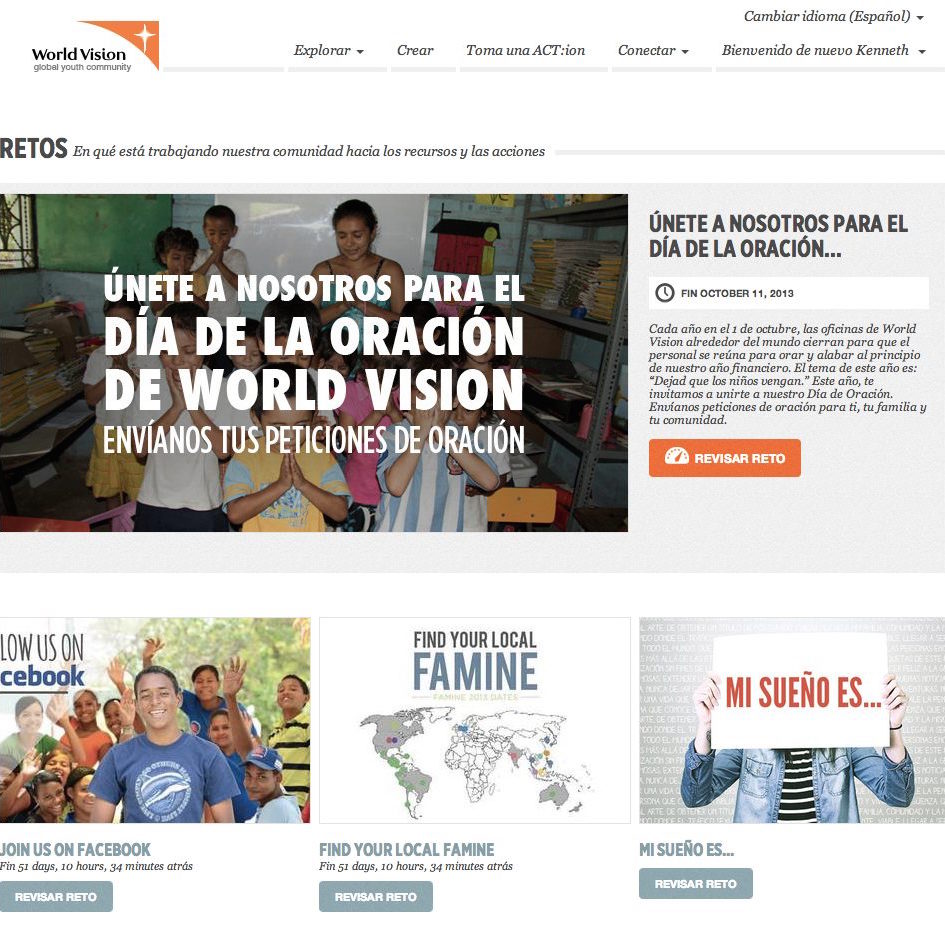 Cambiar idioma (Español)
World Vision
global youth community
Explorar
Crear
Toma una ACT:ion
Conectar
Bienvenido de nuevo Kenneth
RETOS En qué está trabajando nuestra comunidad hacia los recursos y las acciones
ÚNETE A NOSOTROS PARA EL
DÍA DE LA ORACIÓN
DE WORLD VISION
ENVÍANOS TUS PETICIONES DE ORACIÓN
ÚNETE A NOSOTROS PARA EL
DÍA DE LA ORACIÓN...
FIN OCTOBER 11, 2013
Cada año en el 1 de octubre, las oficinas de World
Vision alrededor del mundo cierran para que el
personal se reúna para orar y alabar al principio
de nuestro año financiero. El tema de este año es:
“Dejad que los niños vengan.” Este año, te
invitamos a unirte a nuestro Día de Oración.
Envíanos peticiones de oración para ti, tu familia y
tu comunidad.
REVISAR RETO
LOW US ON
cebook
JOIN US ON FACEBOOK
Fin 51 days, 10 hours, 34 minutes atrás
REVISAR RETO
FIND YOUR LOCAL
FAMINE
FAMINE 2013 DATES
FIND YOUR LOCAL FAMINE
Fin 51 days, 10 hours, 34 minutes atrás
REVISAR RETO
MI SUEÑO ES...
MI SUEÑO ES...
REVISAR RETO